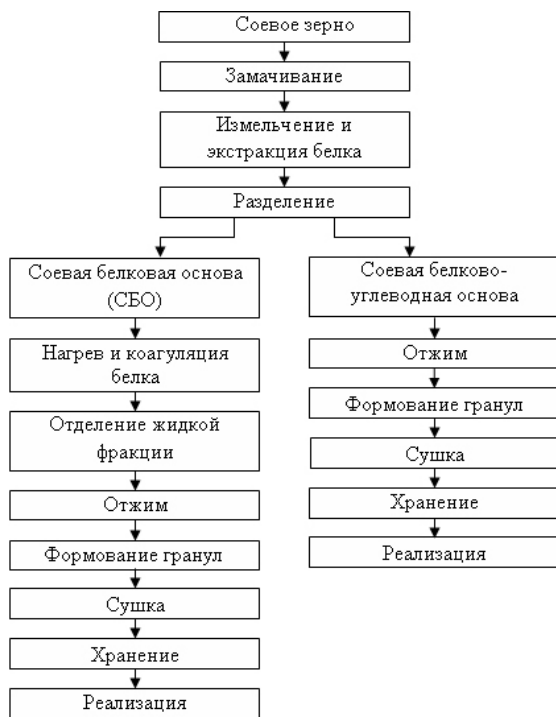 Соевое зерно
Замачивание
Измельчение и
экстракция белка
Разделение
Соевая белковая основа
(СБО)
Нагрев и коагуляция
белка
Отделение жидкой
фракции
Отжим
Формование гранул
Сушка
Хранение
Реализация
Соевая белково-
углеводная основа
Отжим
Формование гранул
Сушка
Хранение
Реализация